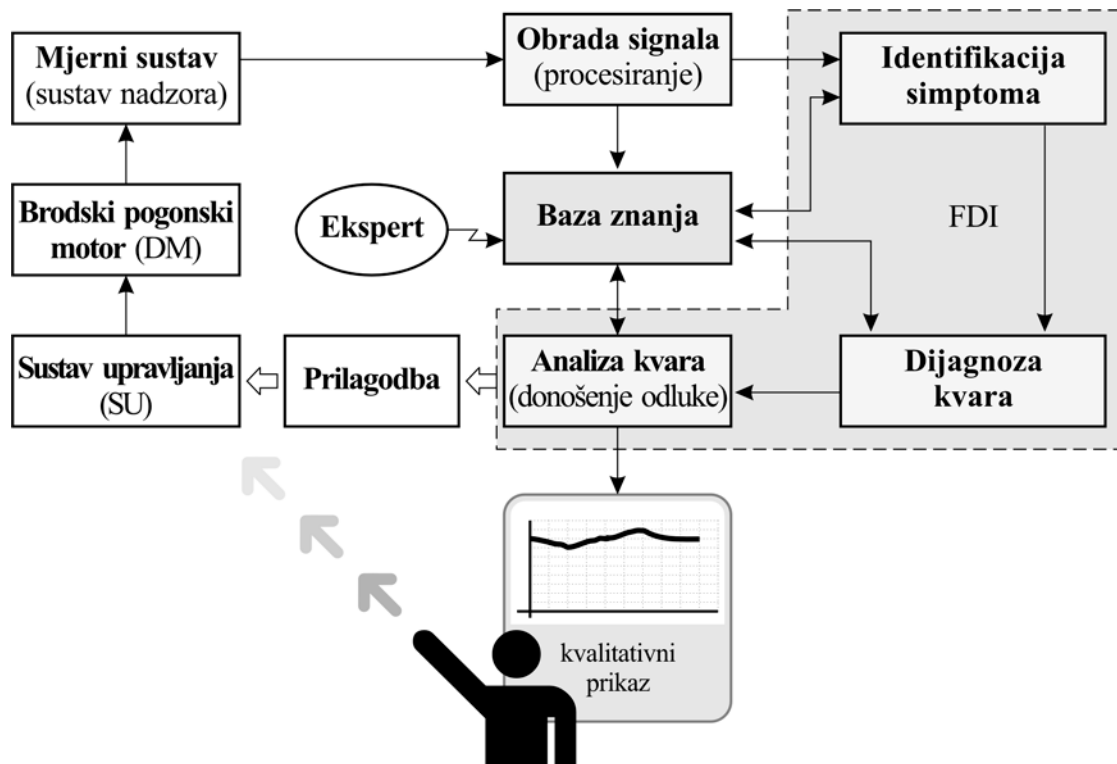 Mjerni sustav
(sustav nadzora)
Obrada signala
(procesiranje)
Identifikacija
simptoma
Brodski pogonski
motor (DM)
Ekspert
Baza znanja
FDI
Sustav upravljanja
(SU)
Prilagodba
Analiza kvara
(donošenje odluke)
Dijagnoza
kvara
kvalitativni
prikaz